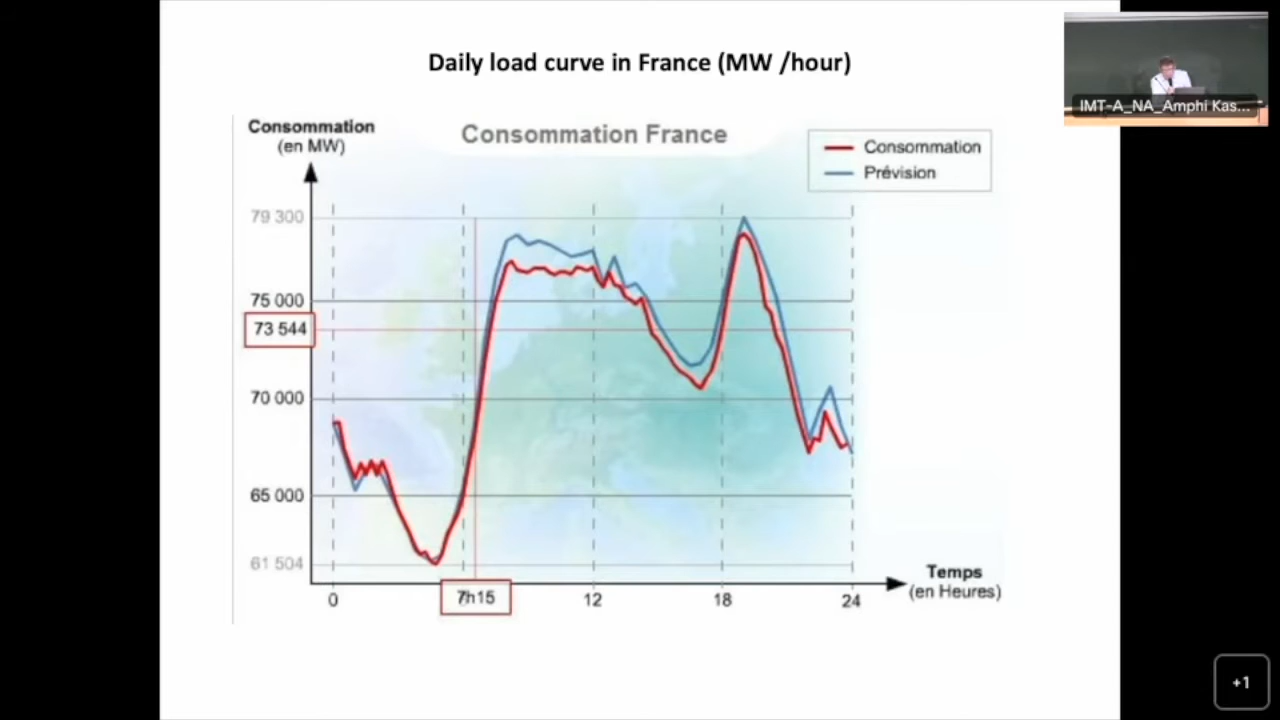 Daily load curve in France (MW /hour)
IMT-A_NA_Amphi Kas...
Consommation
(en MW)
Consommation France
Consommation
Prévision
79 300
75 000
73 544
70 000
65 000
61 504
Temps
(en Heures)
0
7h15
12
18
24
+1